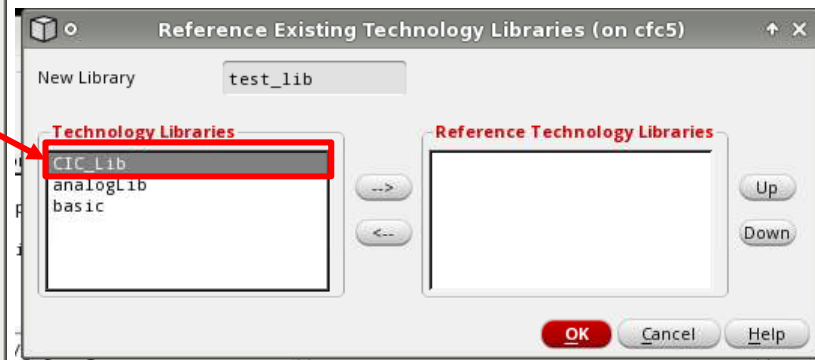 Reference Existing Technology Libraries (on cfc5)
New Library test_lib
Technology Libraries
Reference Technology Libraries
CIC_Lib
analogLib
basic
-->
<--
Up
Down
OK Cancel Help